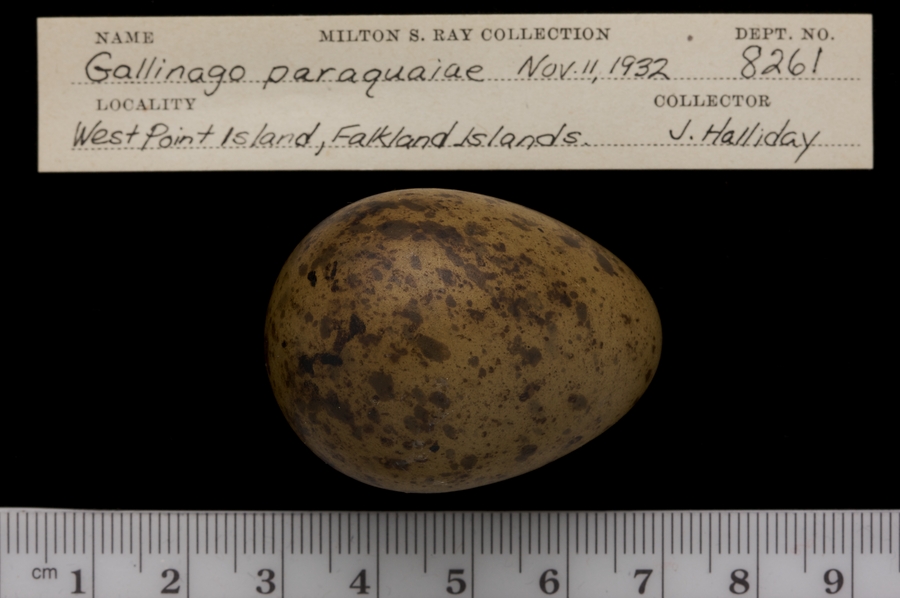 NAME MILTON S. RAY COLLECTION DEPT. NO.
Gallinago paraquaiae Nov. 11, 1932 8261
LOCALITY COLLECTOR
West Point Island, Falkland Islands. J. Halliday
cm 1 2 3 4 5 6 7 8 9